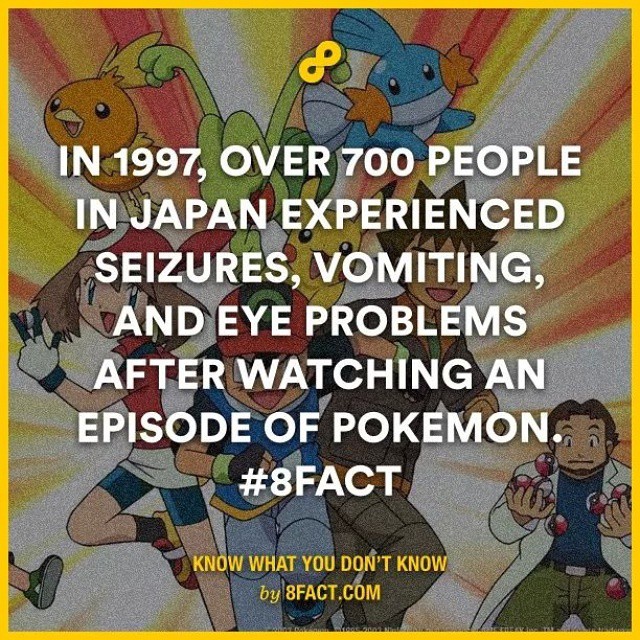 IN 1997, OVER 700 PEOPLE
IN JAPAN EXPERIENCED
SEIZURES, VOMITING,
AND EYE PROBLEMS
AFTER WATCHING AN
EPISODE OF POKEMON.
#8FACT
KNOW WHAT YOU DON'T KNOW
by 8FACT.COM